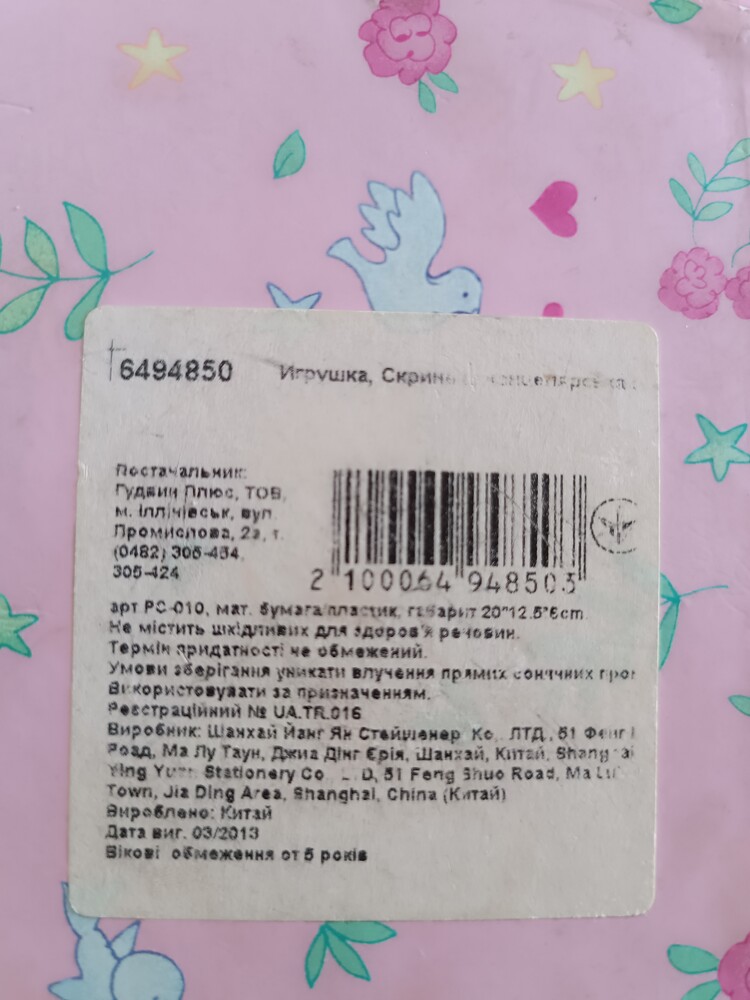 6494850 Игрушка,
Постачальник:
Гудвин Плюс, ТОВ,
м. Іллічівськ, вул.
Промислова, 2а, т.
(0482) 305-434,
305-424
2 100064 948503
арт PC-010, мат. бумага пластик, габарит 20*12.5*6cm
Не містить шкідливих для здоров'я речовин.
Термін придатності не обмежений.
Умови зберігання уникати влучення прямих сонячних
Використовувати за призначенням.
Реєстраційний № UA.TR.016
Виробник: Шанхай Йанг Ян Стейшенер Ко., ЛТД., 51 Фенг
Роад, Ма Лу Таун, Джиа Дінг Єрія, Шанхай, Китай, Shanghai
Ying Stationery Co 51 Feng Shuo Road, Ma Lu
Town, Jia Ding Area, Shanghai, China (Китай)
Вироблено: Китай
Дата виг. 03/2013
Вікові обмеження от 5 років